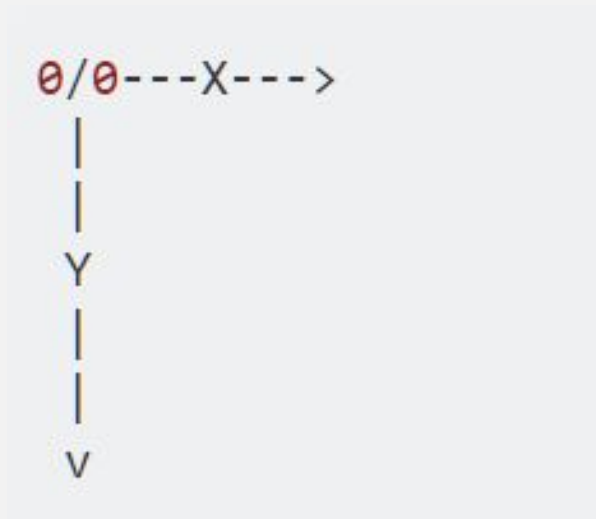 0/0---X--->
|
|
Y
|
|
v